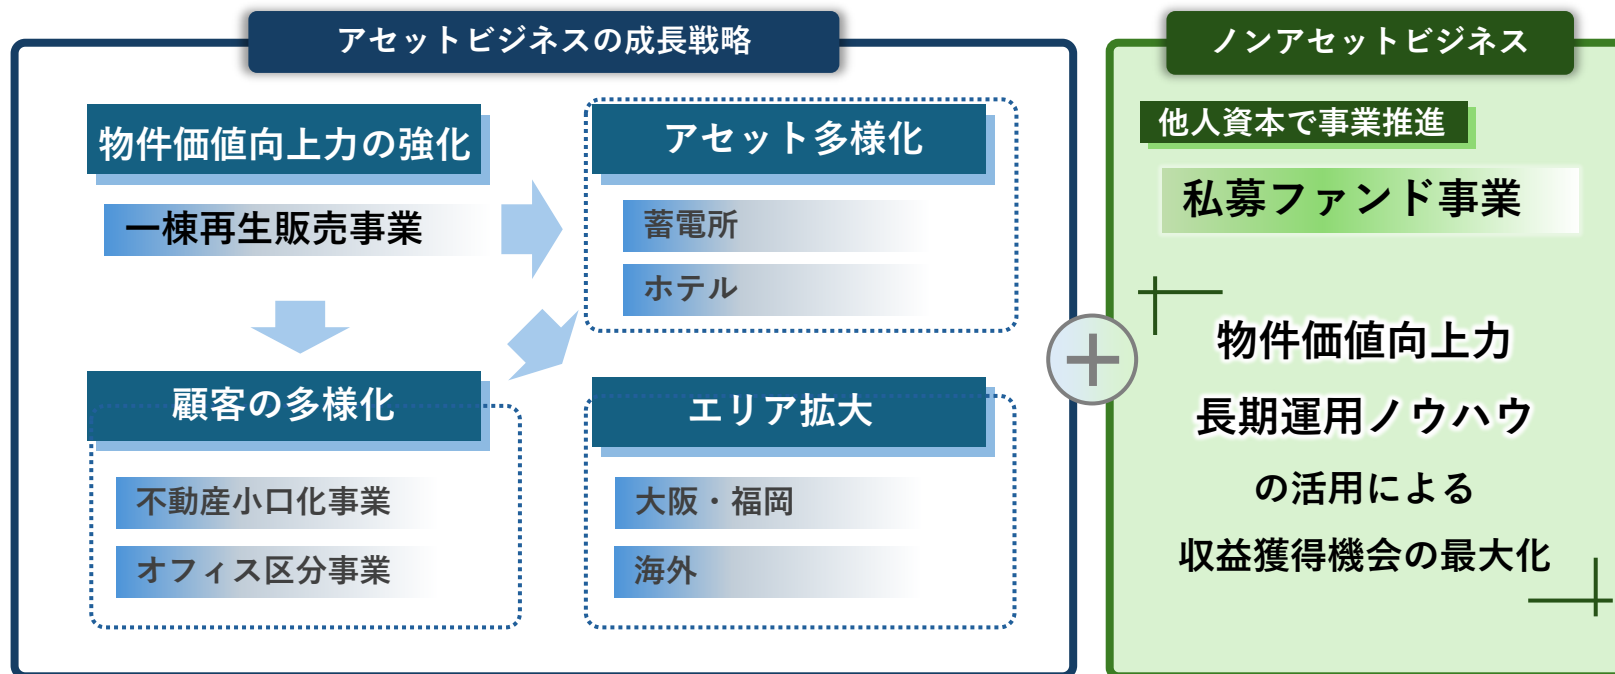 アセットビジネスの成長戦略
物件価値向上力の強化
一棟再生販売事業
アセット多様化
蓄電所
ホテル
顧客の多様化
不動産小口化事業
オフィス区分事業
エリア拡大
大阪・福岡
海外
ノンアセットビジネス
他人資本で事業推進
私募ファンド事業
物件価値向上力
長期運用ノウハウ
の活用による
収益獲得機会の最大化